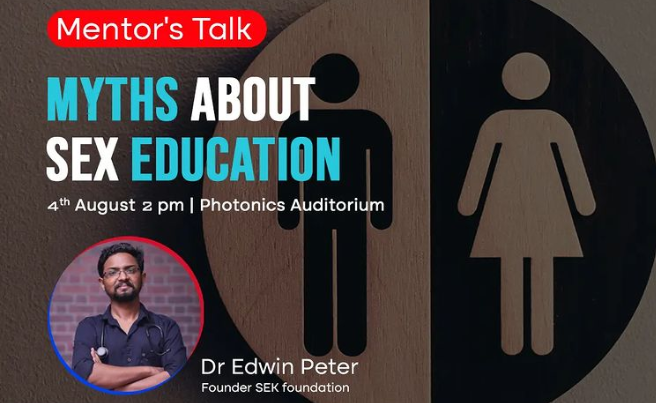 Mentor's Talk
MYTHS ABOUT
SEX EDUCATION
4th August 2 pm | Photonics Auditorium
Dr Edwin Peter
Founder SEK foundation